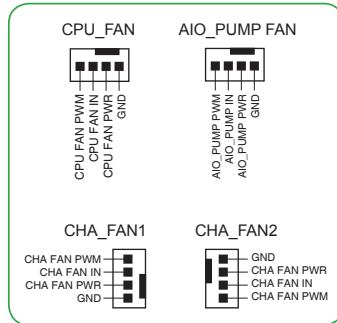 CPU_FAN
CPU FAN PWM
CPU FAN IN
CPU FAN PWR
GND
AIO_PUMP FAN
AIO_PUMP PWM
AIO_PUMP IN
AIO_PUMP PWR
GND
CHA_FAN1
CHA FAN PWM
CHA FAN IN
CHA FAN PWR
GND
CHA_FAN2
GND
CHA FAN PWR
CHA FAN IN
CHA FAN PWM